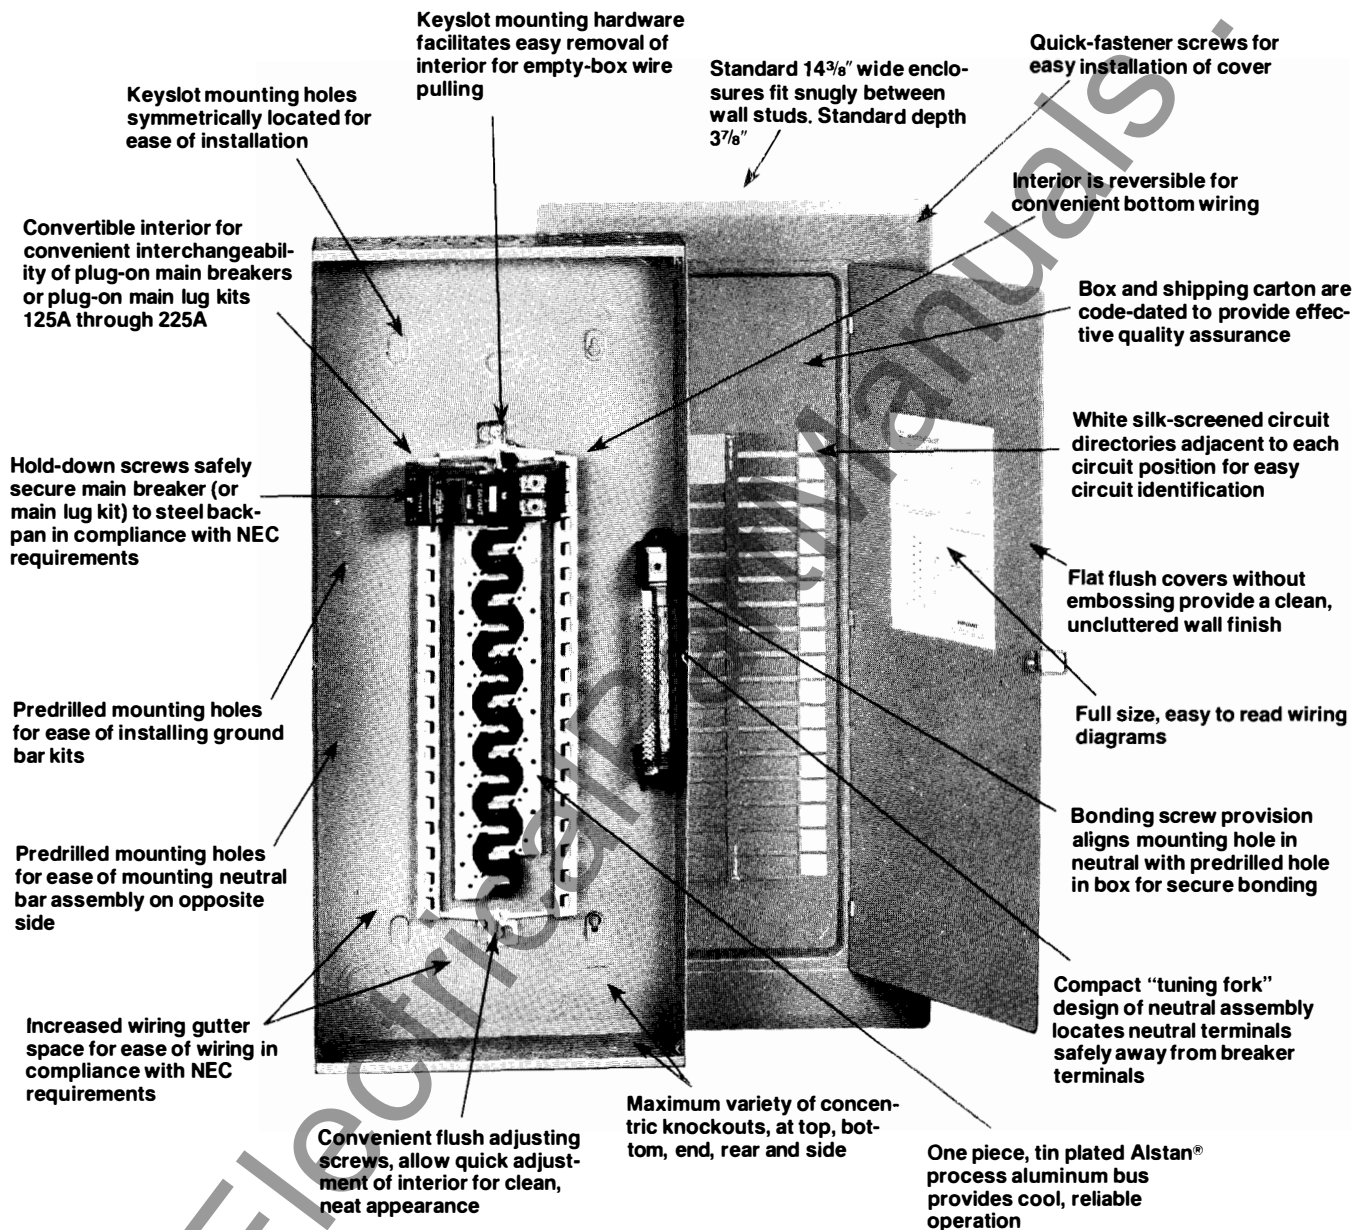 Keyslot mounting hardware
facilitates easy removal of
interior for empty-box wire
pulling
Keyslot mounting holes
symmetrically located for
ease of installation
Standard 14³/₈″ wide enclo-
sures fit snugly between
wall studs. Standard depth
3⁷/₈″
Quick-fastener screws for
easy installation of cover
Interior is reversible for
convenient bottom wiring
Convertible interior for
convenient interchangeabil-
ity of plug-on main breakers
or plug-on main lug kits
125A through 225A
Box and shipping carton are
code-dated to provide effec-
tive quality assurance
White silk-screened circuit
directories adjacent to each
circuit position for easy
circuit identification
Hold-down screws safely
secure main breaker (or
main lug kit) to steel back-
pan in compliance with NEC
requirements
Flat flush covers without
embossing provide a clean,
uncluttered wall finish
Predrilled mounting holes
for ease of installing ground
bar kits
Full size, easy to read wiring
diagrams
Predrilled mounting holes
for ease of mounting neutral
bar assembly on opposite
side
Bonding screw provision
aligns mounting hole in
neutral with predrilled hole
in box for secure bonding
Increased wiring gutter
space for ease of wiring in
compliance with NEC
requirements
Compact “tuning fork”
design of neutral assembly
locates neutral terminals
safely away from breaker
terminals
Convenient flush adjusting
screws, allow quick adjust-
ment of interior for clean,
neat appearance
Maximum variety of concen-
tric knockouts, at top, bot-
tom, end, rear and side
One piece, tin plated Alstan®
process aluminum bus
provides cool, reliable
operation
ElectricalPartManuals.